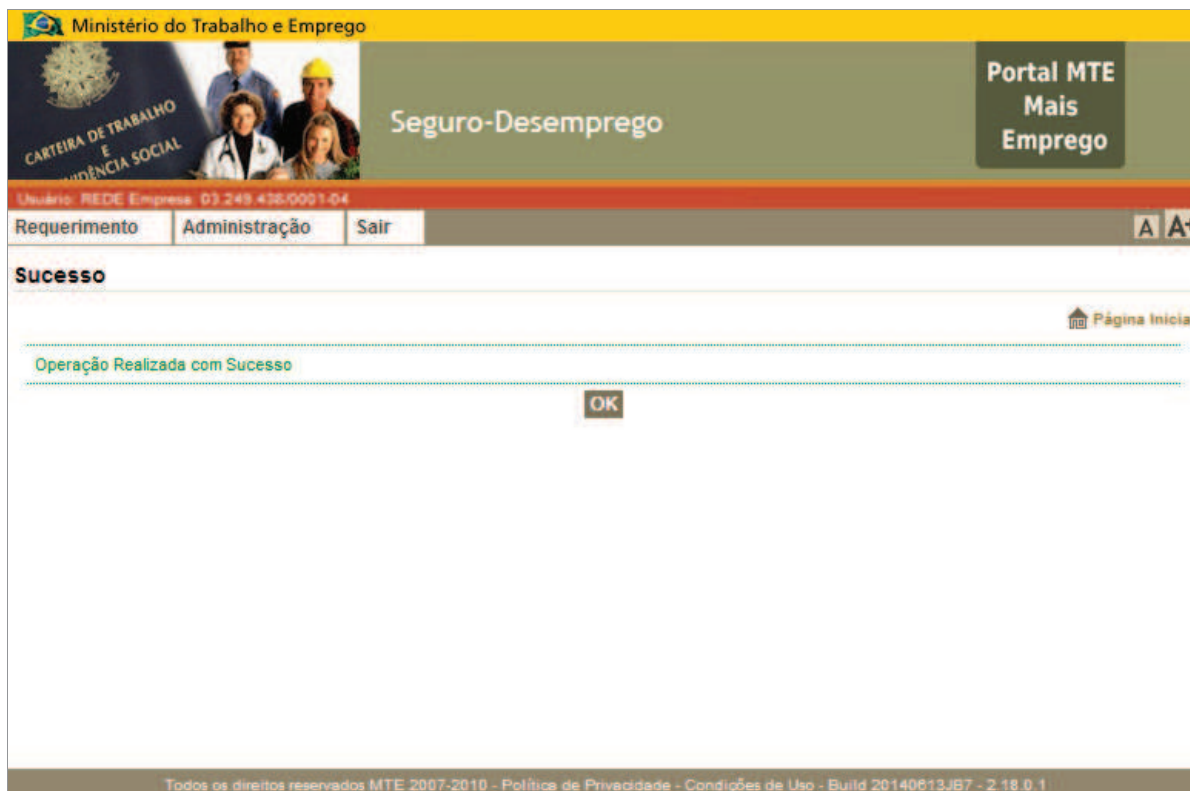 Ministério do Trabalho e Emprego
CARTEIRA DE TRABALHO
E
PREVIDÊNCIA SOCIAL
Seguro-Desemprego
Portal MTE
Mais
Emprego
Usuário: REDE Empresa: 03.249.438/0001-04
Requerimento Administração Sair A A+
Sucesso
Página Inicia
Operação Realizada com Sucesso
OK
Todos os direitos reservados MTE 2007-2010 - Política de Privacidade - Condições de Uso - Build 20140613JB7 - 2.18.0.1